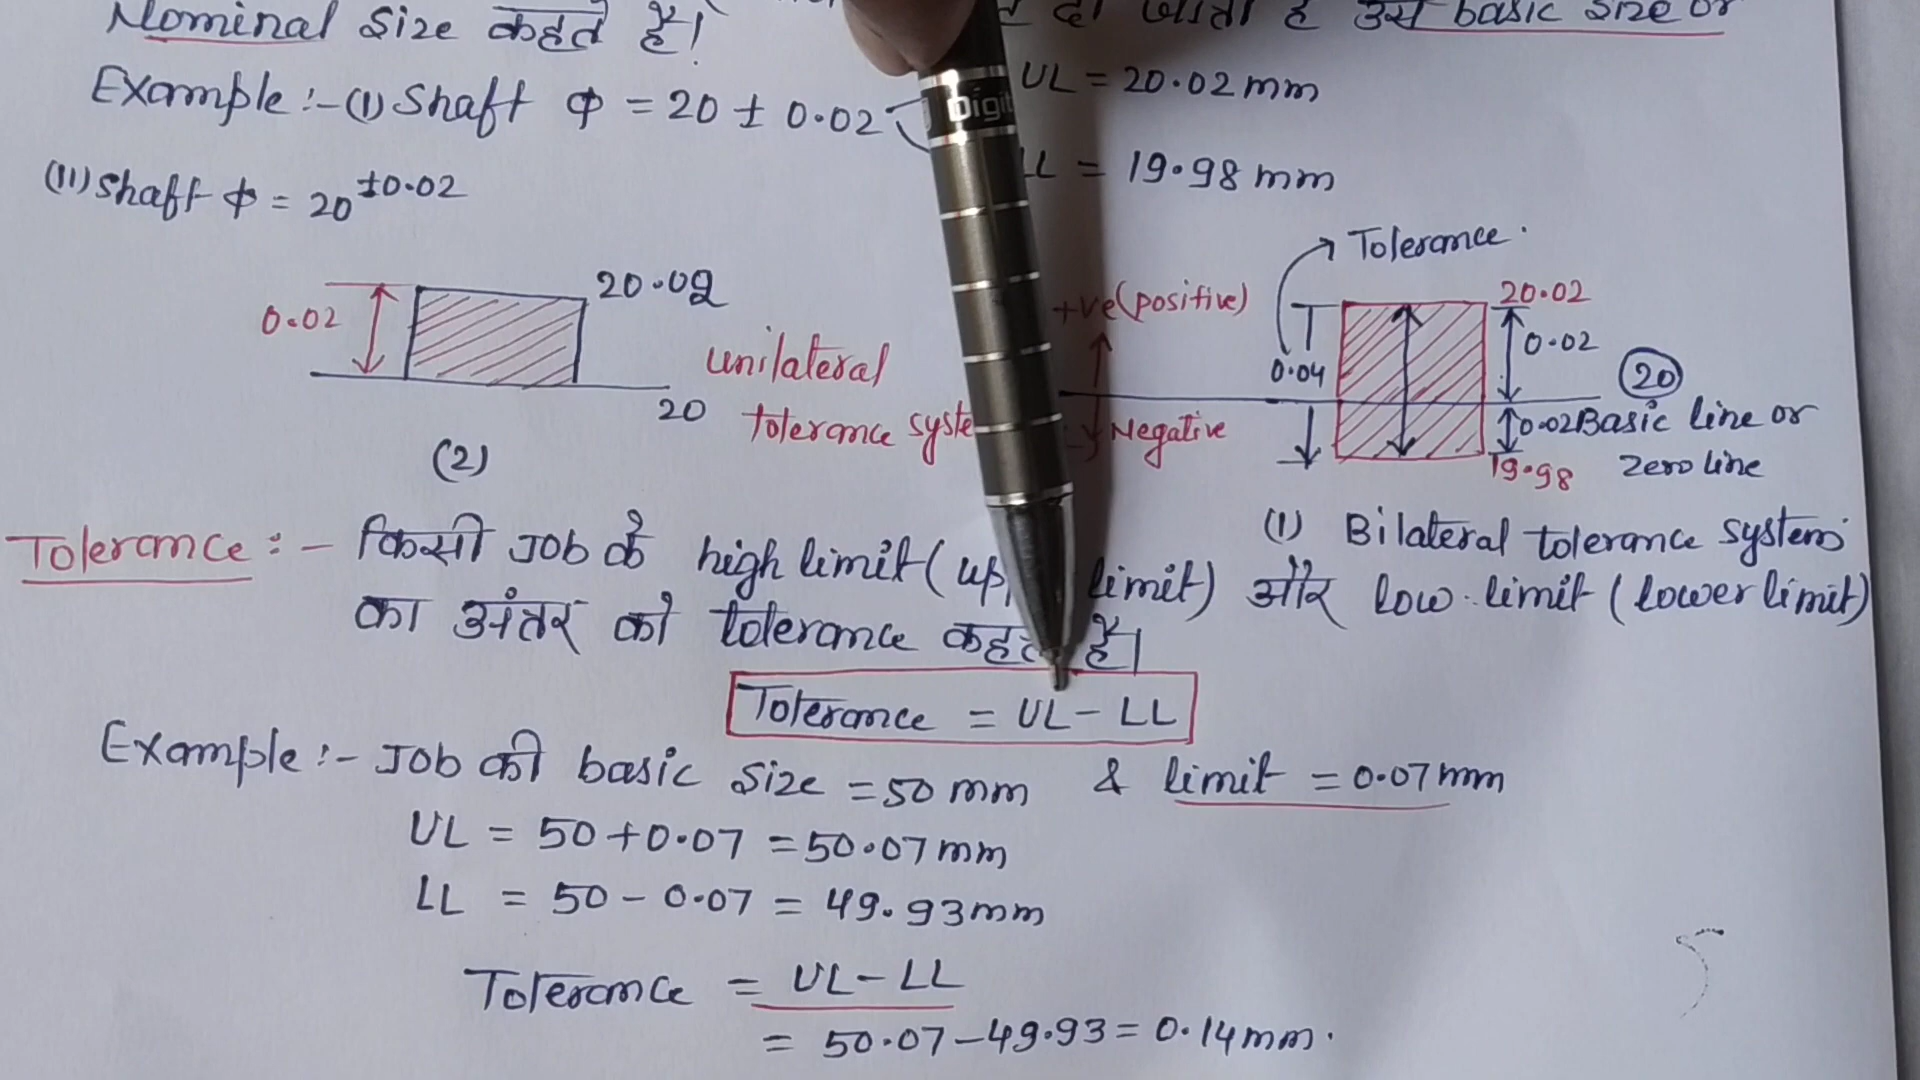 Nominal size कहते हैं। दी जाती है उसे basic size or
Example :- (I) Shaft Φ = 20 ± 0.02
UL = 20.02 mm
LL = 19.98 mm
Digi
(II) Shaft Φ = 20 ±0.02
Tolerance.
0.02
20.02
20
unilateral
tolerance syste
(2)
+ve (positive)
Negative
0.04
20.02
0.02
20
0.02 Basic line or
19.98 zero line
(1) Bilateral tolerance system
Tolerance :- किसी Job के high limit (up limit) और low limit (lower limit)
का अंतर को tolerance कहते हैं।
Tolerance = UL - LL
Example :- Job की basic size = 50 mm & limit = 0.07 mm
UL = 50 + 0.07 = 50.07 mm
LL = 50 - 0.07 = 49.93 mm
Tolerance = UL - LL
= 50.07 - 49.93 = 0.14 mm.